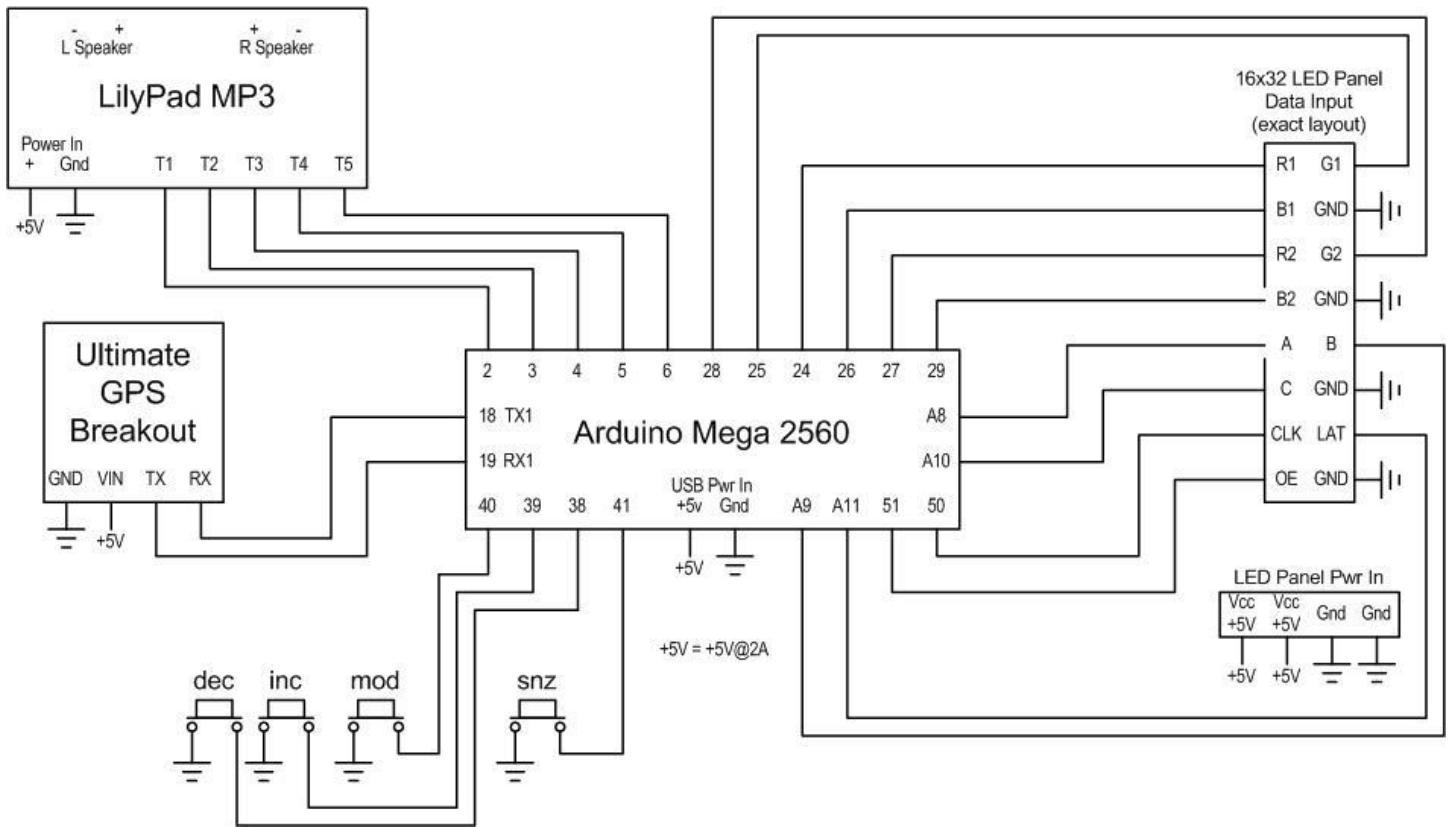 - + + -
L Speaker R Speaker
LilyPad MP3
Power In
+ Gnd T1 T2 T3 T4 T5
+5V
16x32 LED Panel
Data Input
(exact layout)
R1 G1
B1 GND
R2 G2
B2 GND
A B
C GND
CLK LAT
OE GND
Ultimate
GPS
Breakout
GND VIN TX RX
+5V
2 3 4 5 6 28 25 24 26 27 29
18 TX1 A8
Arduino Mega 2560
19 RX1 A10
USB Pwr In
40 39 38 41 +5v Gnd A9 A11 51 50
+5V
+5V = +5V@2A
LED Panel Pwr In
Vcc Vcc Gnd Gnd
+5V +5V
+5V +5V
dec inc mod snz